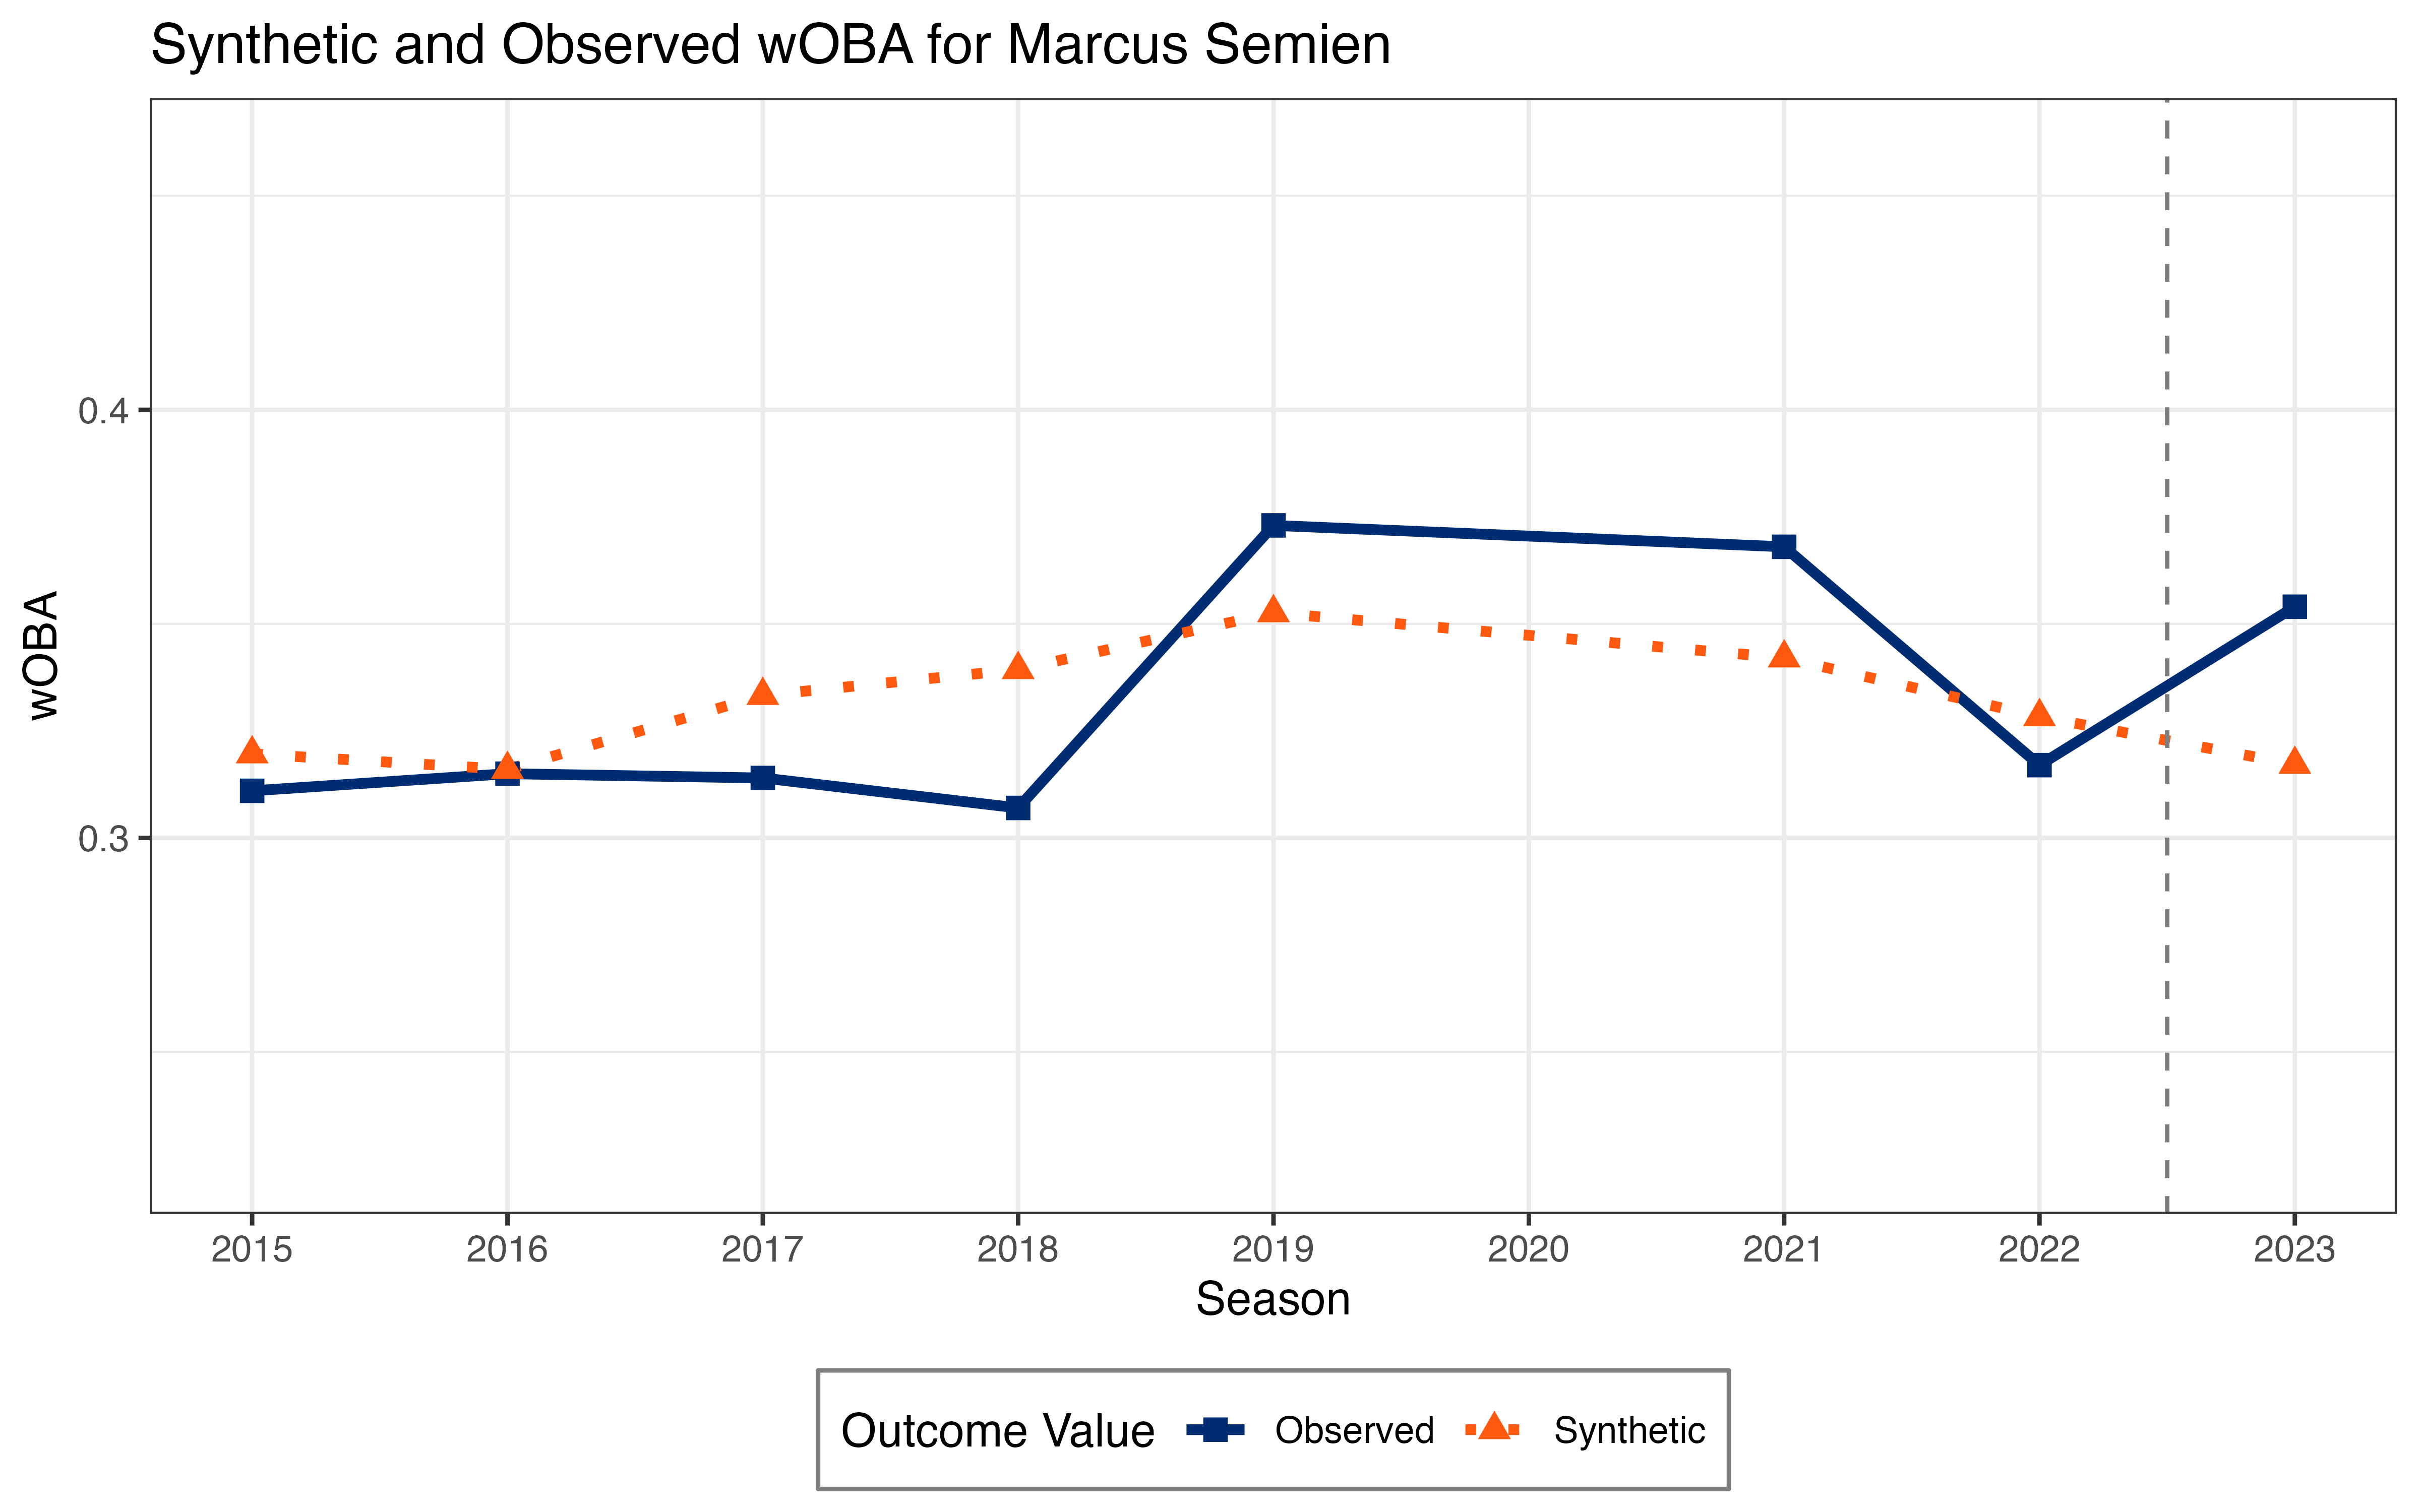 Synthetic and Observed wOBA for Marcus Semien
wOBA
0.4
0.3
2015 2016 2017 2018 2019 2020 2021 2022 2023
Season
Outcome Value Observed Synthetic